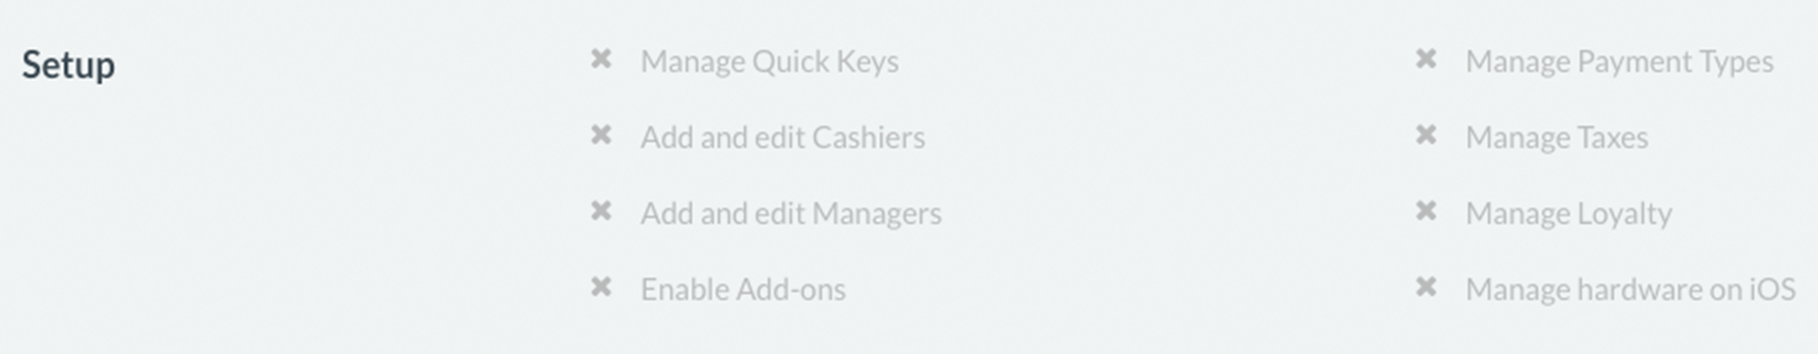 Setup
✖ Manage Quick Keys
✖ Add and edit Cashiers
✖ Add and edit Managers
✖ Enable Add-ons
✖ Manage Payment Types
✖ Manage Taxes
✖ Manage Loyalty
✖ Manage hardware on iOS